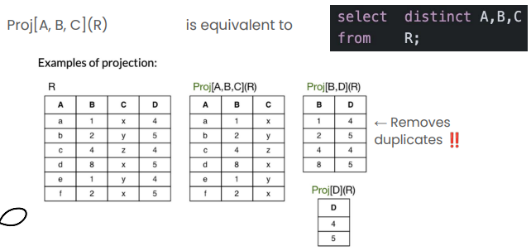 Proj[A, B, C](R)
is equivalent to
select distinct A,B,C
from R;
Examples of projection:
R
A B C D
a 1 x 4
b 2 y 5
c 4 z 4
d 8 x 5
e 1 y 4
f 2 x 5
Proj[A,B,C](R)
A B C
a 1 x
b 2 y
c 4 z
d 8 x
e 1 y
f 2 x
Proj[B,D](R)
B D
1 4
2 5
4 4
8 5
← Removes
duplicates ‼
Proj[D](R)
D
4
5